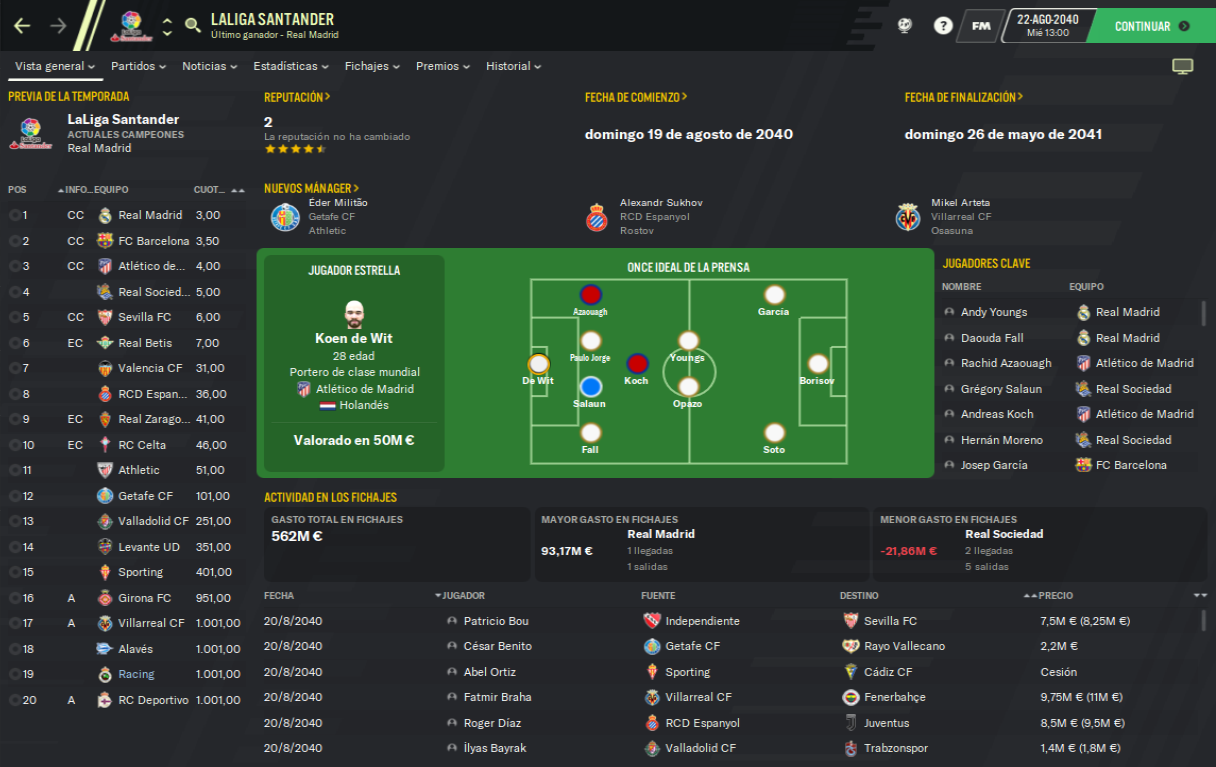 LALIGA SANTANDER
Último ganador - Real Madrid
?
FM
22-AGO-2040
Mié 13:00
CONTINUAR
Vista general
Partidos
Noticias
Estadísticas
Fichajes
Premios
Historial
PREVIA DE LA TEMPORADA
LaLiga Santander
ACTUALES CAMPEONES
Real Madrid
REPUTACIÓN >
2
La reputación no ha cambiado
FECHA DE COMIENZO >
domingo 19 de agosto de 2040
FECHA DE FINALIZACIÓN >
domingo 26 de mayo de 2041
POS INFO... EQUIPO CUOT...
1 CC Real Madrid 3,00
2 CC FC Barcelona 3,50
3 CC Atlético de... 4,00
4 Real Socied... 5,00
5 CC Sevilla FC 6,00
6 EC Real Betis 7,00
7 Valencia CF 31,00
8 RCD Espan... 36,00
9 EC Real Zarago... 41,00
10 EC RC Celta 46,00
11 Athletic 51,00
12 Getafe CF 101,00
13 Valladolid CF 251,00
14 Levante UD 351,00
15 Sporting 401,00
16 A Girona FC 951,00
17 A Villarreal CF 1.001,00
18 Alavés 1.001,00
19 Racing 1.001,00
20 A RC Deportivo 1.001,00
NUEVOS MÁNAGER >
Éder Militão
Getafe CF
Athletic
Alexandr Sukhov
RCD Espanyol
Rostov
Mikel Arteta
Villarreal CF
Osasuna
JUGADOR ESTRELLA
Koen de Wit
28 edad
Portero de clase mundial
Atlético de Madrid
Holandés
Valorado en 50M €
ONCE IDEAL DE LA PRENSA
Azaouagh
García
Paulo Jorge
Youngs
De Wit
Koch
Borisov
Salaun
Opazo
Fall
Soto
JUGADORES CLAVE
NOMBRE EQUIPO
Andy Youngs Real Madrid
Daouda Fall Real Madrid
Rachid Azaouagh Atlético de Madrid
Grégory Salaun Real Sociedad
Andreas Koch Atlético de Madrid
Hernán Moreno Real Sociedad
Josep García FC Barcelona
ACTIVIDAD EN LOS FICHAJES
GASTO TOTAL EN FICHAJES
562M €
MAYOR GASTO EN FICHAJES
Real Madrid
93,17M €
1 llegadas
1 salidas
MENOR GASTO EN FICHAJES
Real Sociedad
-21,86M €
2 llegadas
5 salidas
FECHA JUGADOR FUENTE DESTINO PRECIO
20/8/2040 Patricio Bou Independiente Sevilla FC 7,5M € (8,25M €)
20/8/2040 César Benito Getafe CF Rayo Vallecano 2,2M €
20/8/2040 Abel Ortiz Sporting Cádiz CF Cesión
20/8/2040 Fatmir Braha Villarreal CF Fenerbahçe 9,75M € (11M €)
20/8/2040 Roger Díaz RCD Espanyol Juventus 8,5M € (9,5M €)
20/8/2040 İlyas Bayrak Valladolid CF Trabzonspor 1,4M € (1,8M €)